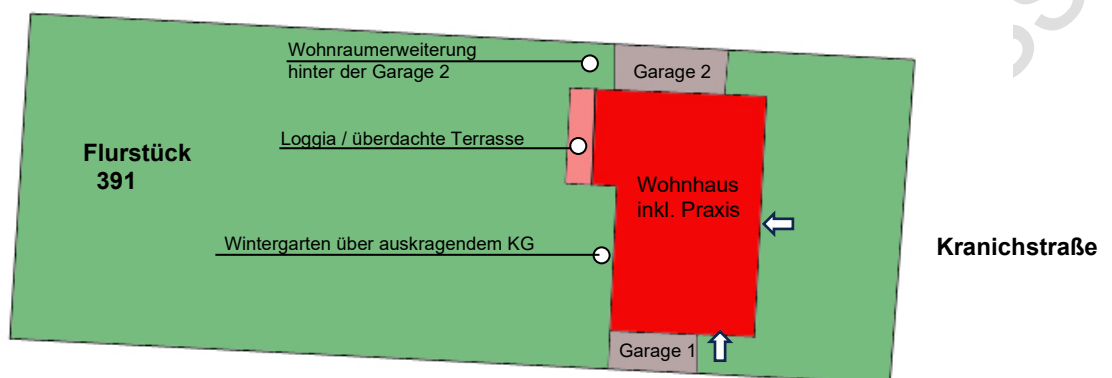 Wohnraumerweiterung
hinter der Garage 2
Garage 2
Loggia / überdachte Terrasse
Flurstück
391
Wohnhaus
inkl. Praxis
Wintergarten über auskragendem KG
Kranichstraße
Garage 1